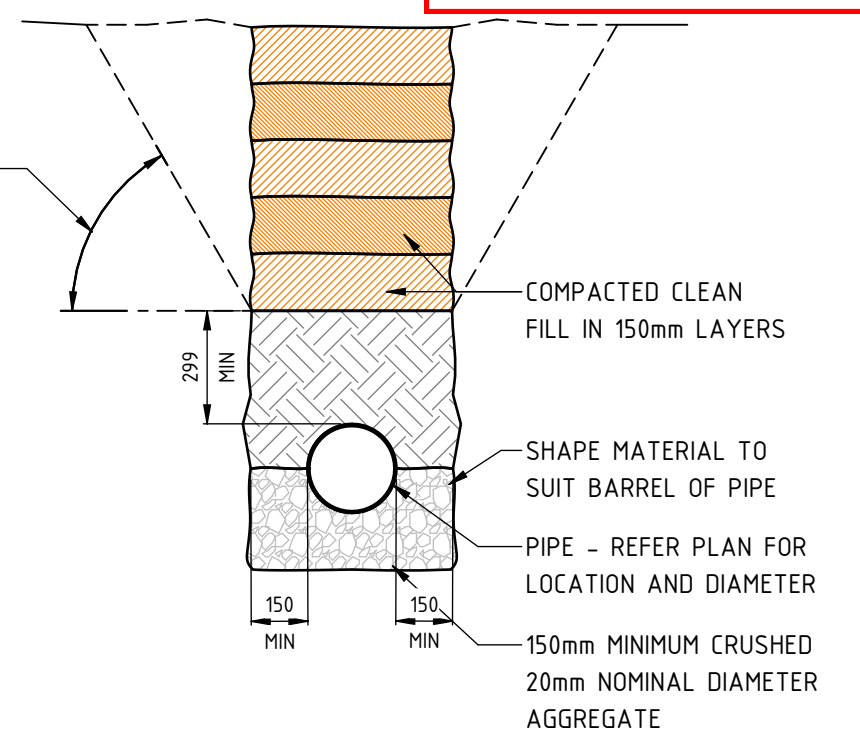 COMPACTED CLEAN
FILL IN 150mm LAYERS
299
MIN
SHAPE MATERIAL TO
SUIT BARREL OF PIPE
PIPE - REFER PLAN FOR
LOCATION AND DIAMETER
150
MIN
150
MIN
150mm MINIMUM CRUSHED
20mm NOMINAL DIAMETER
AGGREGATE